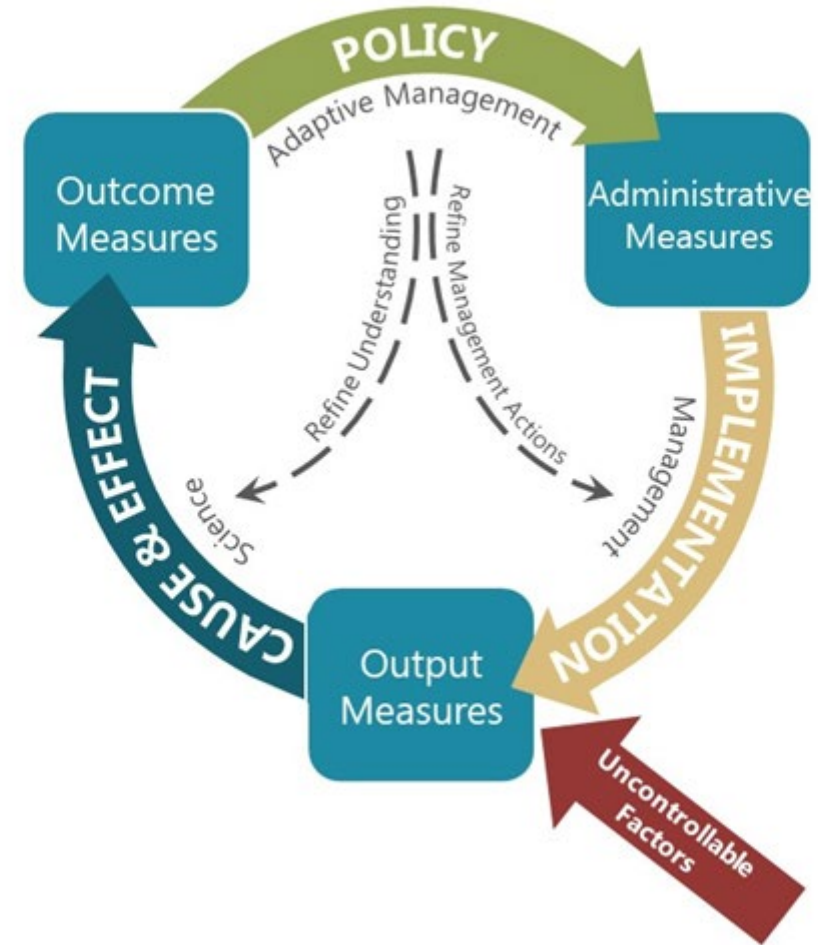 POLICY
Adaptive Management
Outcome
Measures
Administrative
Measures
Refine Understanding
Refine Management Actions
CAUSE & EFFECT
Science
Management
IMPLEMENTATION
Output
Measures
Uncontrollable
Factors